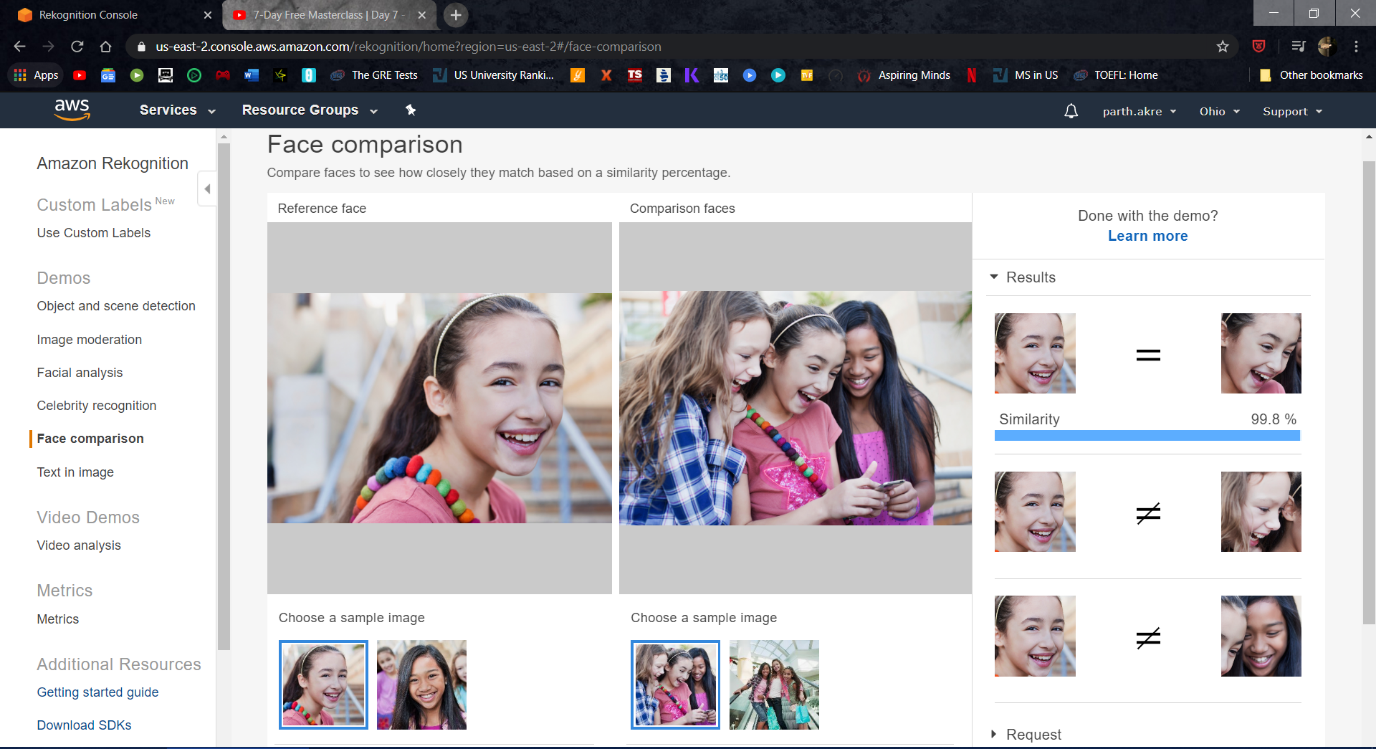 Rekognition Console
7-Day Free Masterclass | Day 7 -
us-east-2.console.aws.amazon.com/rekognition/home?region=us-east-2#/face-comparison
Apps
The GRE Tests
US University Ranki...
TS
Aspiring Minds
MS in US
TOEFL: Home
Other bookmarks
aws
Services
Resource Groups
parth.akre
Ohio
Support
Amazon Rekognition
Custom Labels New
Use Custom Labels
Demos
Object and scene detection
Image moderation
Facial analysis
Celebrity recognition
Face comparison
Text in image
Video Demos
Video analysis
Metrics
Metrics
Additional Resources
Getting started guide
Download SDKs
Face comparison
Compare faces to see how closely they match based on a similarity percentage.
Reference face
Comparison faces
Choose a sample image
Choose a sample image
Done with the demo?
Learn more
Results
=
Similarity 99.8 %
≠
≠
Request